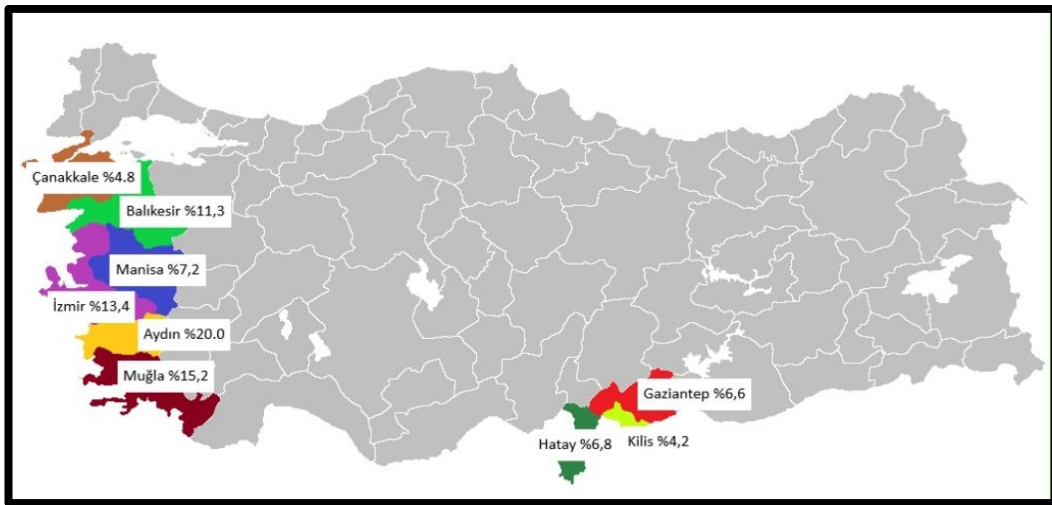 Çanakkale %4.8
Balıkesir %11,3
Manisa %7,2
İzmir %13,4
Aydın %20.0
Muğla %15,2
Gaziantep %6,6
Hatay %6,8
Kilis %4,2